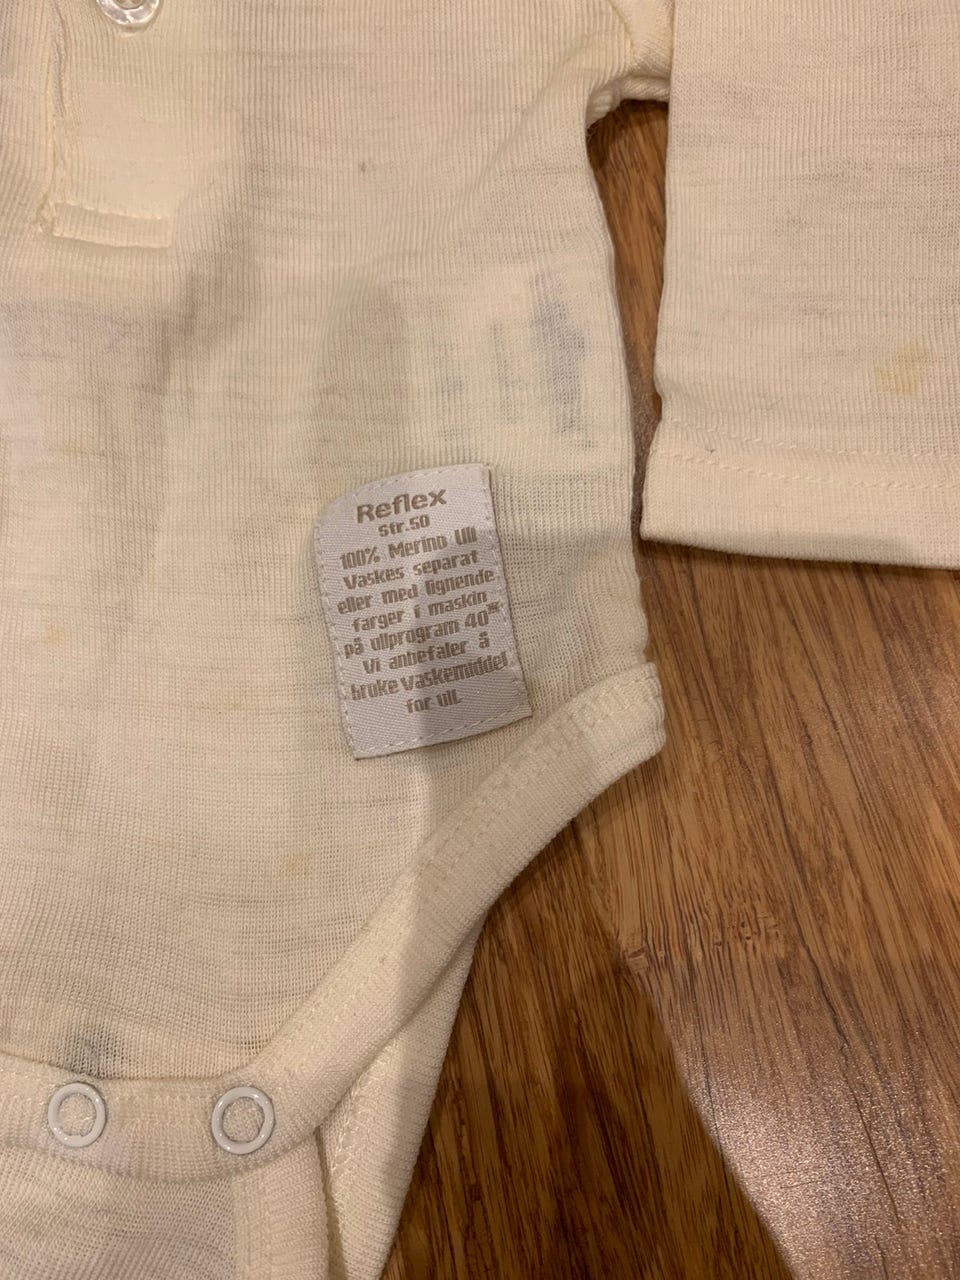 Reflex
Str.50
100% Merino Ull
Vaskes separat
eller med lignende
farger i maskin
på ullprogram 40°
Vi anbefaler å
bruke vaskemiddel
for ull.